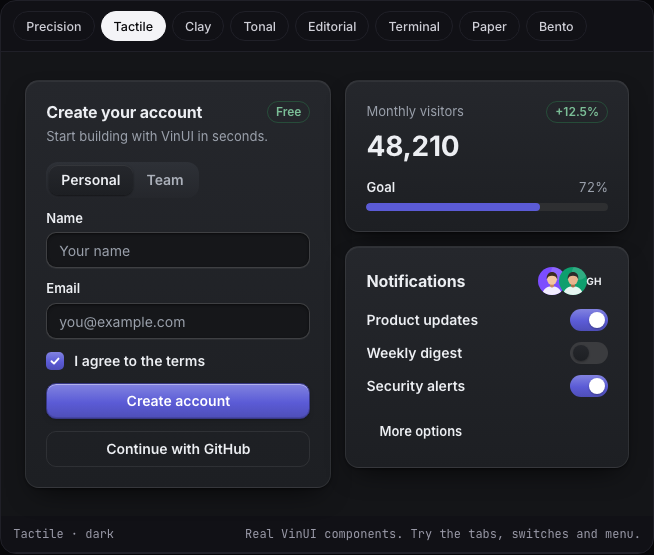 Precision Tactile Clay Tonal Editorial Terminal Paper Bento
Create your account Free
Start building with VinUI in seconds.
Personal Team
Name
Your name
Email
you@example.com
I agree to the terms
Create account
Continue with GitHub
Monthly visitors +12.5%
48,210
Goal 72%
Notifications GH
Product updates
Weekly digest
Security alerts
More options
Tactile · dark Real VinUI components. Try the tabs, switches and menu.